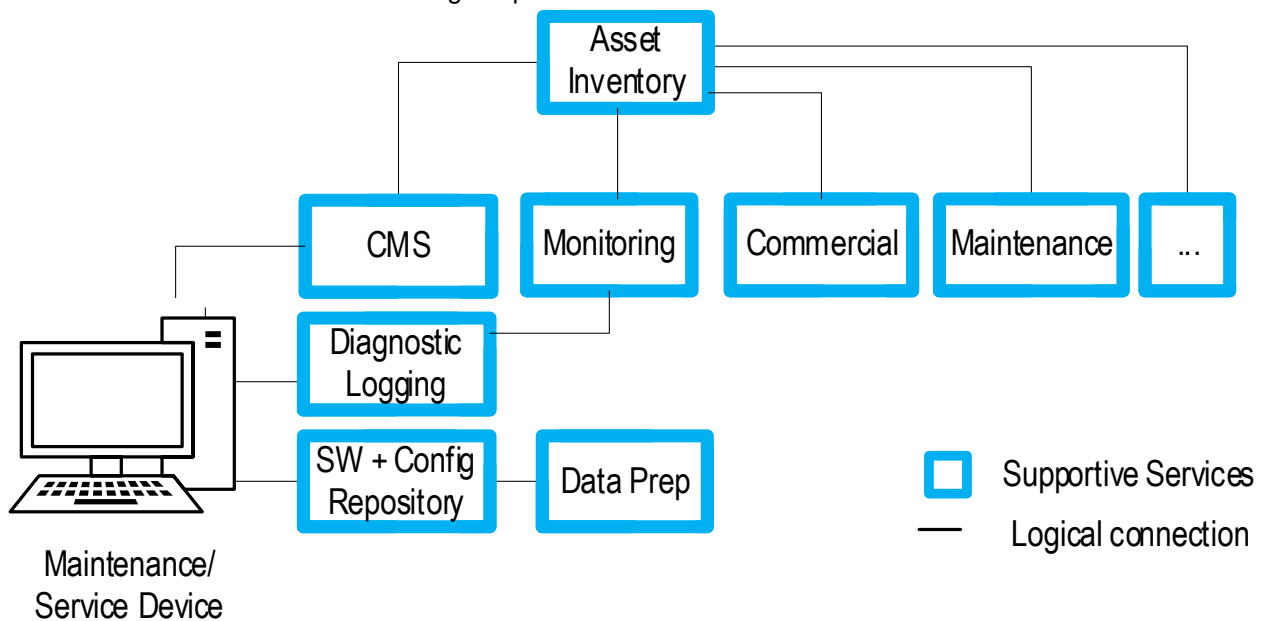 Asset
Inventory
CMS
Monitoring
Commercial
Maintenance
...
Diagnostic
Logging
SW + Config
Repository
Data Prep
Supportive Services
Logical connection
Maintenance/
Service Device